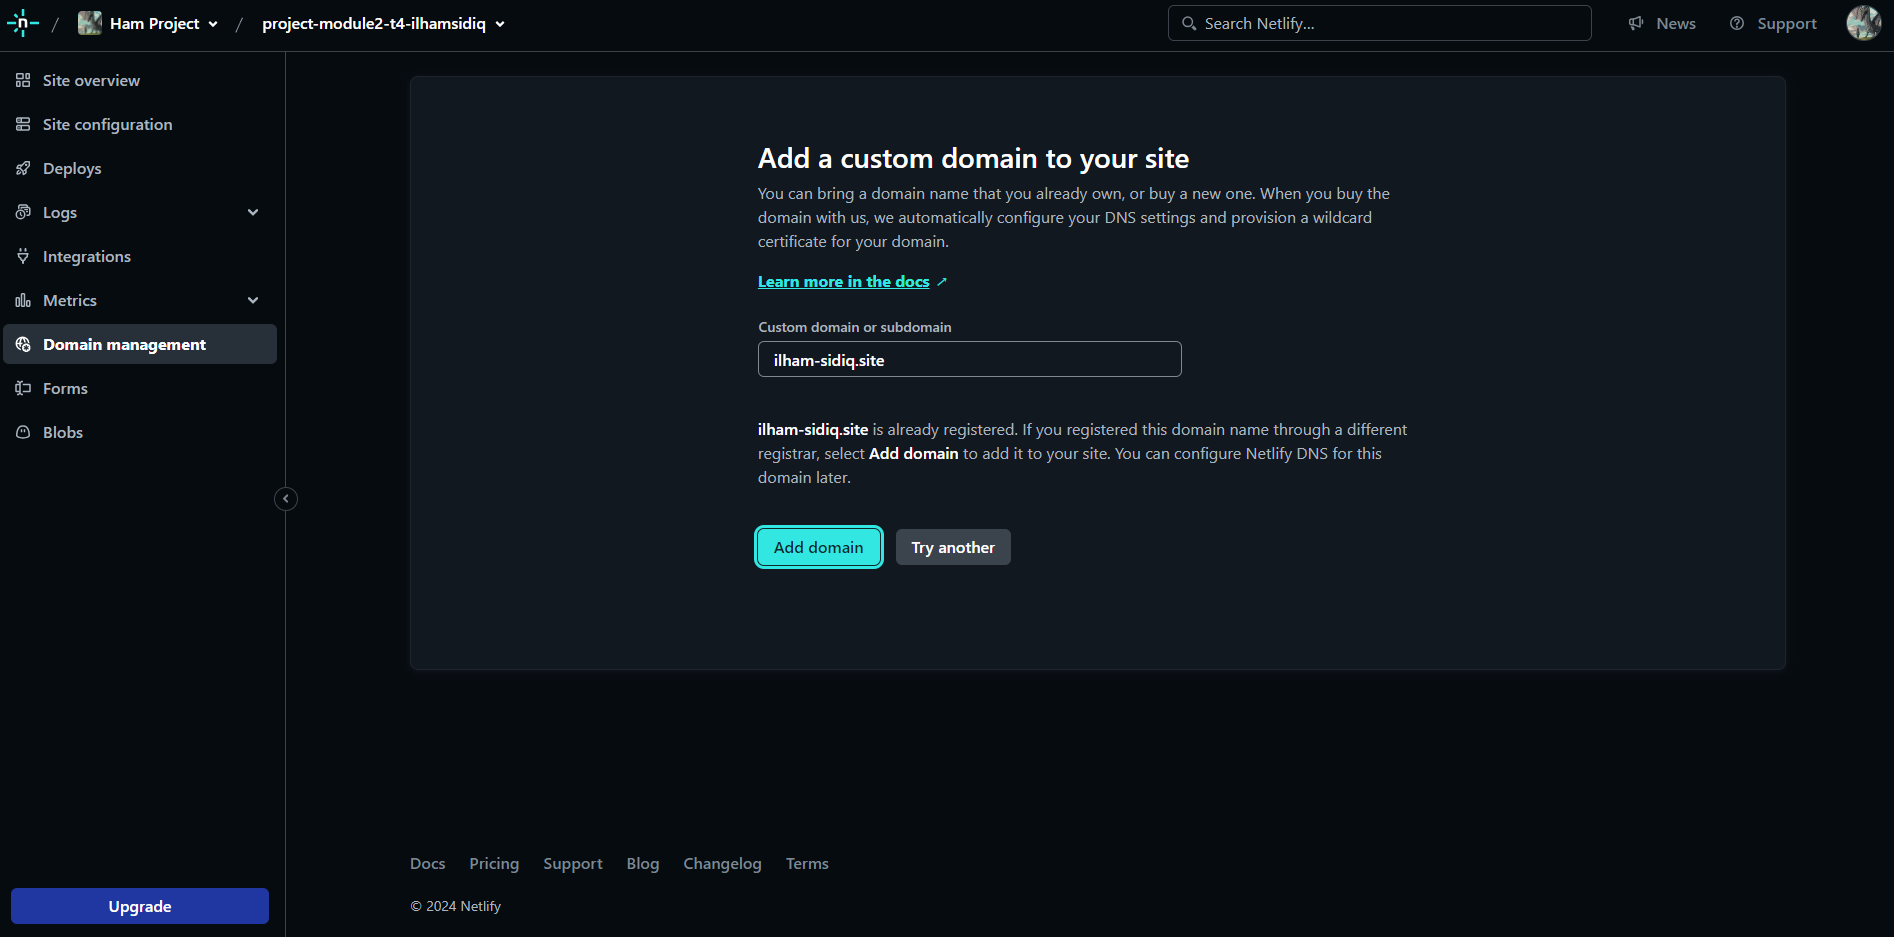 Ham Project
project-module2-t4-ilhamsidiq
Search Netlify...
News
Support
Site overview
Site configuration
Deploys
Logs
Integrations
Metrics
Domain management
Forms
Blobs
Upgrade
Add a custom domain to your site
You can bring a domain name that you already own, or buy a new one. When you buy the
domain with us, we automatically configure your DNS settings and provision a wildcard
certificate for your domain.
Learn more in the docs
Custom domain or subdomain
ilham-sidiq.site
ilham-sidiq.site is already registered. If you registered this domain name through a different
registrar, select Add domain to add it to your site. You can configure Netlify DNS for this
domain later.
Add domain
Try another
Docs Pricing Support Blog Changelog Terms
© 2024 Netlify